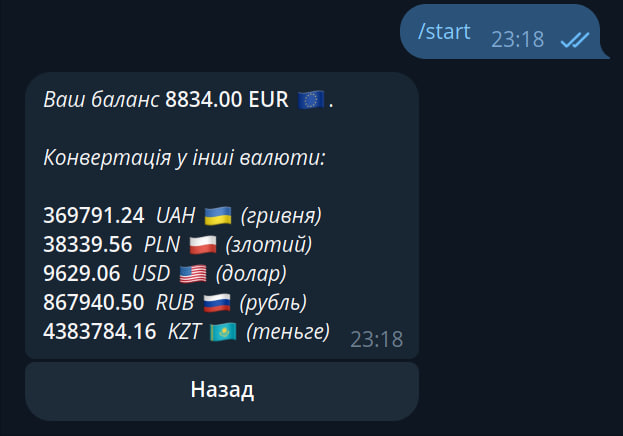 /start 23:18
Ваш баланс 8834.00 EUR 🇪🇺.
Конвертація у інші валюти:
369791.24 UAH 🇺🇦 (гривня)
38339.56 PLN 🇵🇱 (злотий)
9629.06 USD 🇺🇸 (долар)
867940.50 RUB 🇷🇺 (рубль)
4383784.16 KZT 🇰🇿 (теньге) 23:18
Назад